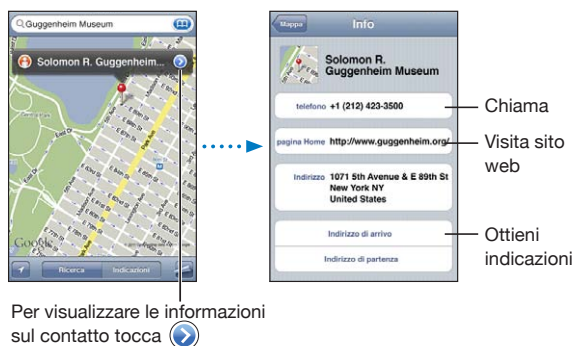 Guggenheim Museum
Solomon R. Guggenheim...
Google
Ricerca
Indicazioni
Per visualizzare le informazioni
sul contatto tocca
Mappa
Info
Solomon R.
Guggenheim Museum
telefono +1 (212) 423-3500
pagina Home http://www.guggenheim.org/
Indirizzo 1071 5th Avenue & E 89th St
New York NY
United States
Indirizzo di arrivo
Indirizzo di partenza
Chiama
Visita sito
web
Ottieni
indicazioni